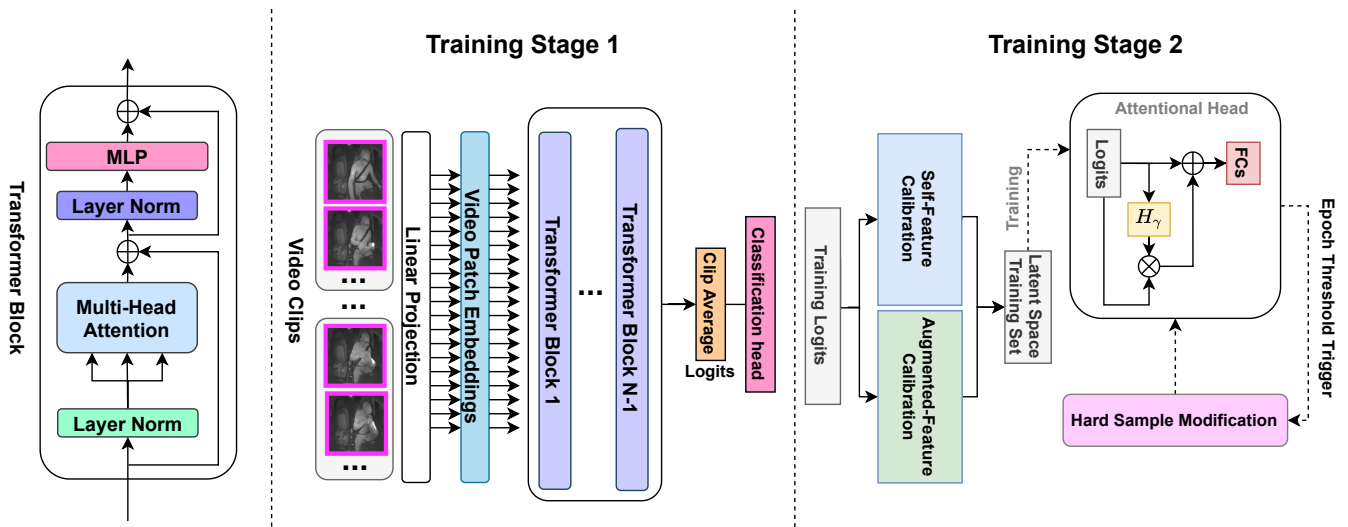 Training Stage 1
Training Stage 2
Transformer Block
MLP
Layer Norm
Multi-Head
Attention
Layer Norm
Video Clips
...
...
...
...
Linear Projection
Video Patch Embeddings
Transformer Block 1
...
Transformer Block N-1
Clip Average
Logits
Classification head
Training Logits
Self-Feature
Calibration
Augmented-Feature
Calibration
Latent Space
Training Set
Training
Attentional Head
Logits
Hγ
FCs
Epoch Threshold Trigger
Hard Sample Modification